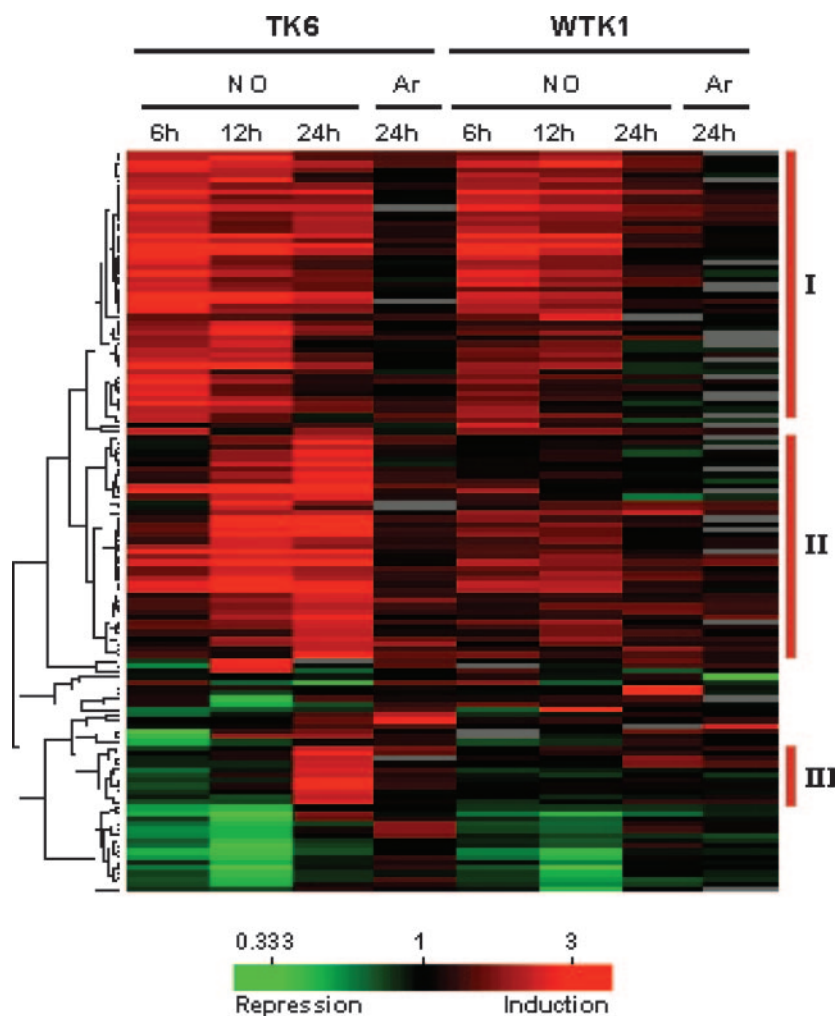 TK6 WTK1
NO Ar NO Ar
6h 12h 24h 24h 6h 12h 24h 24h
I
II
III
0.333 1 3
Repression Induction